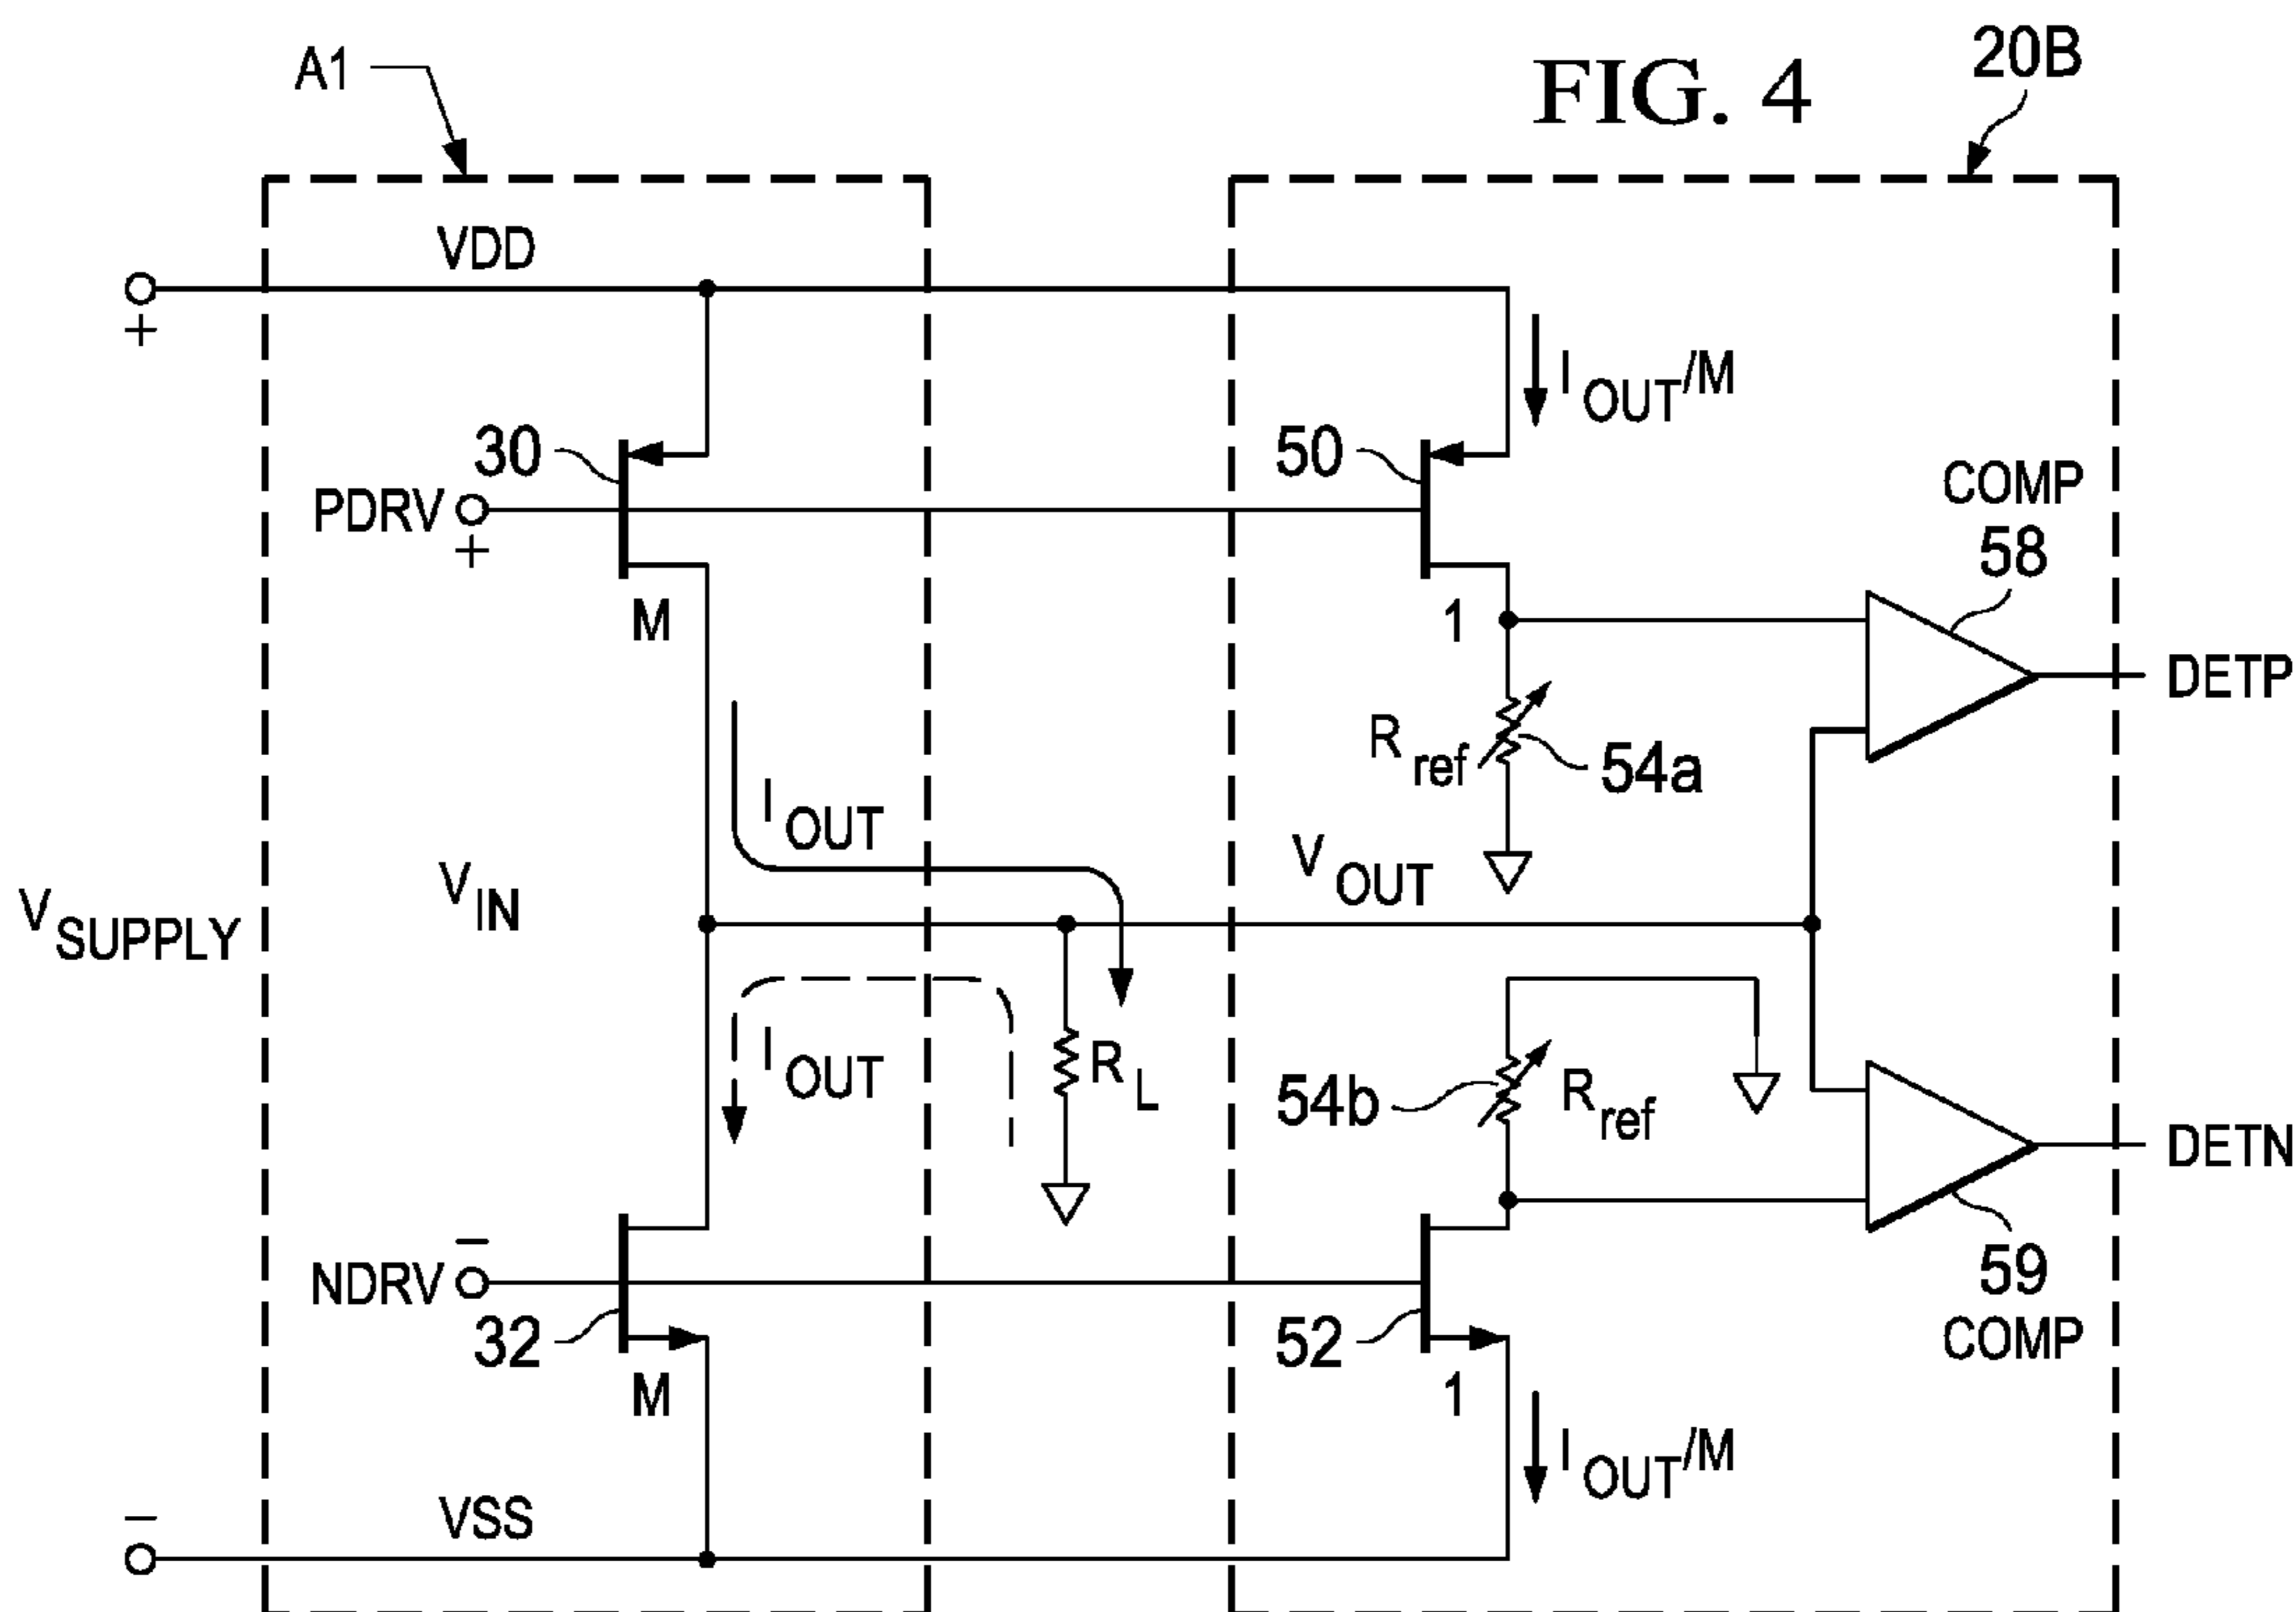 A1
FIG. 4
20B
VDD
+
I OUT/M
30
50
COMP
58
PDRV
+
M
1
DETP
R ref
54a
I OUT
V IN
V OUT
V SUPPLY
I OUT
R L
54b
R ref
DETN
NDRV
−
32
52
59
COMP
M
1
I OUT/M
VSS
−